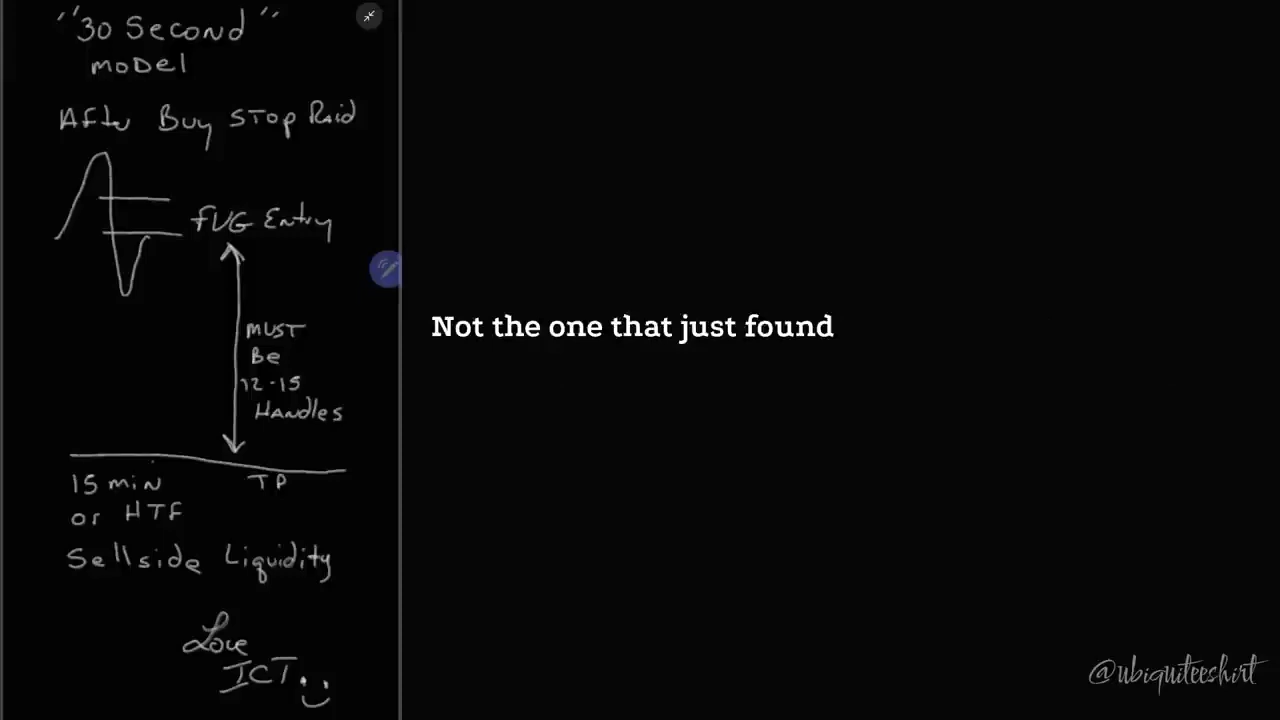 "30 Second"
moDel
After Buy STop Raid
FVG Entry
MUST
Be
12-15
HANdles
15 min
TP
or HTF
Sellside Liquidity
Love
ICT
Not the one that just found
@ubiquiteeshirt